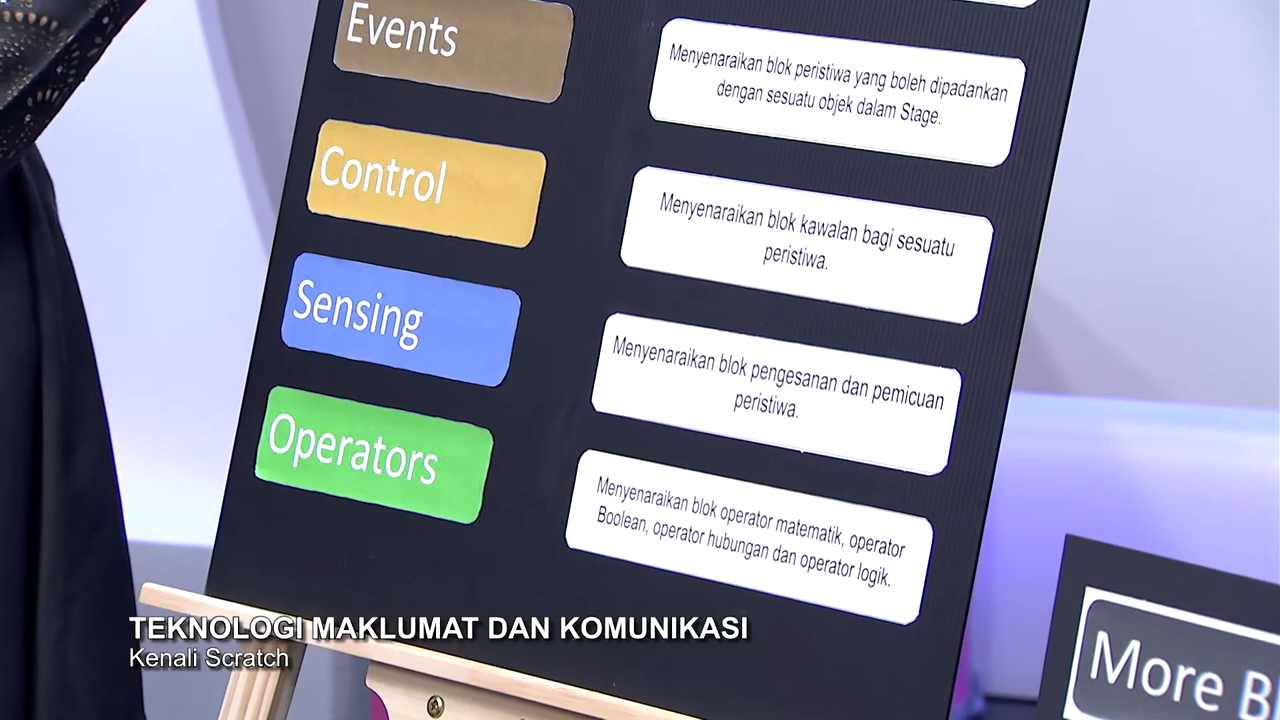 Events
Menyenaraikan blok peristiwa yang boleh dipadankan
dengan sesuatu objek dalam Stage.
Control
Menyenaraikan blok kawalan bagi sesuatu
peristiwa.
Sensing
Menyenaraikan blok pengesanan dan pemicuan
peristiwa.
Operators
Menyenaraikan blok operator matematik, operator
Boolean, operator hubungan dan operator logik.
TEKNOLOGI MAKLUMAT DAN KOMUNIKASI
Kenali Scratch
More